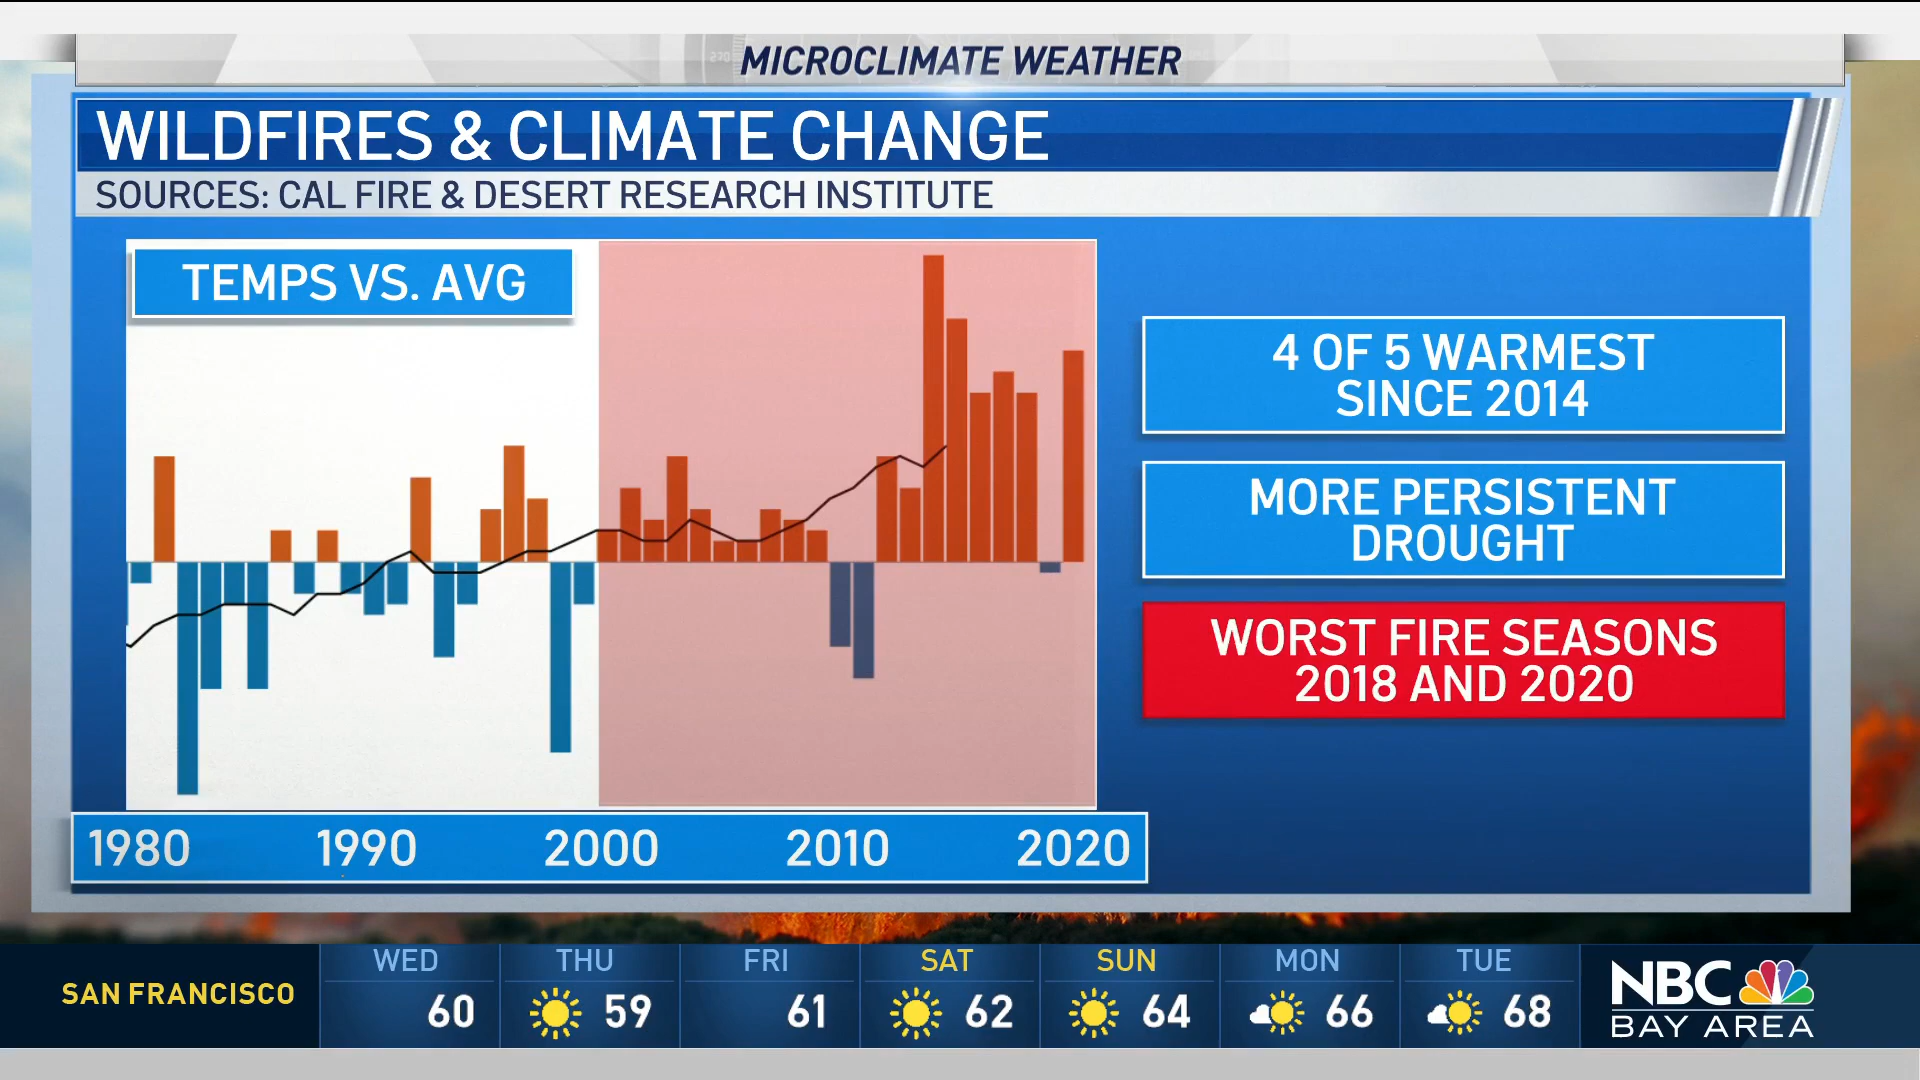 MICROCLIMATE WEATHER
WILDFIRES & CLIMATE CHANGE
SOURCES: CAL FIRE & DESERT RESEARCH INSTITUTE
TEMPS VS. AVG
4 OF 5 WARMEST
SINCE 2014
MORE PERSISTENT
DROUGHT
WORST FIRE SEASONS
2018 AND 2020
1980 1990 2000 2010 2020
SAN FRANCISCO
WED THU FRI SAT SUN MON TUE
60 59 61 62 64 66 68
NBC
BAY AREA